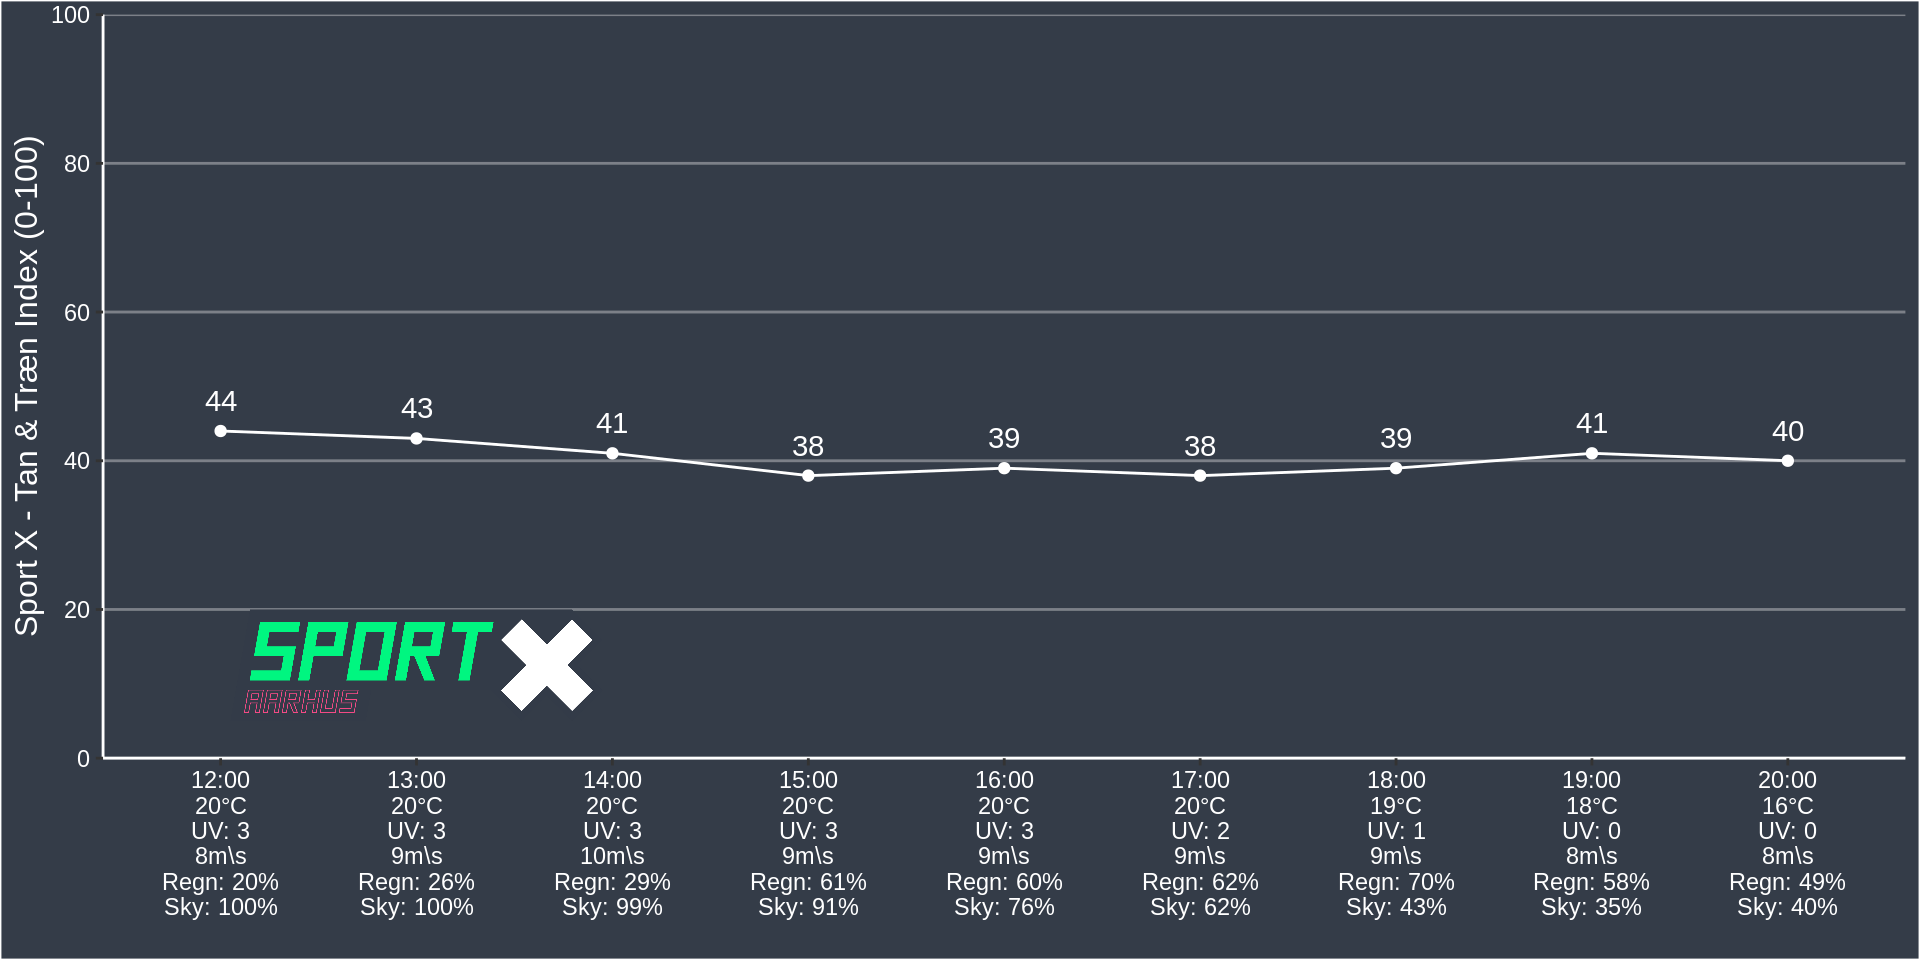 Sport X - Tan & Træn Index (0-100)
100
80
60
40
20
0
44 43 41 38 39 38 39 41 40
SPORT X
AARHUS
12:00 13:00 14:00 15:00 16:00 17:00 18:00 19:00 20:00
20°C 20°C 20°C 20°C 20°C 20°C 19°C 18°C 16°C
UV: 3 UV: 3 UV: 3 UV: 3 UV: 3 UV: 2 UV: 1 UV: 0 UV: 0
8m\s 9m\s 10m\s 9m\s 9m\s 9m\s 9m\s 8m\s 8m\s
Regn: 20% Regn: 26% Regn: 29% Regn: 61% Regn: 60% Regn: 62% Regn: 70% Regn: 58% Regn: 49%
Sky: 100% Sky: 100% Sky: 99% Sky: 91% Sky: 76% Sky: 62% Sky: 43% Sky: 35% Sky: 40%